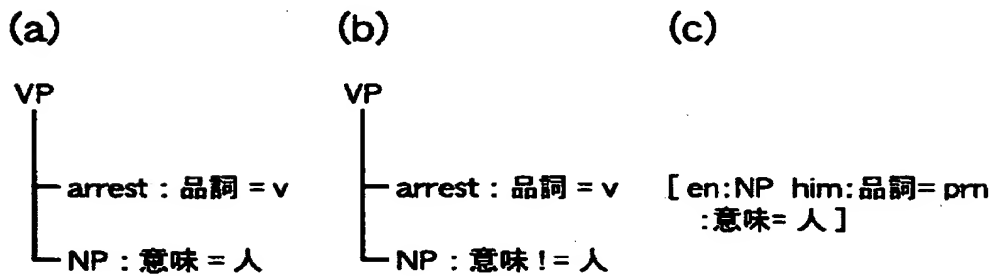 (a) (b) (c)
VP VP
arrest : 品詞 = v arrest : 品詞 = v [ en:NP him:品詞= prn
:意味= 人 ]
NP : 意味 = 人 NP : 意味 != 人